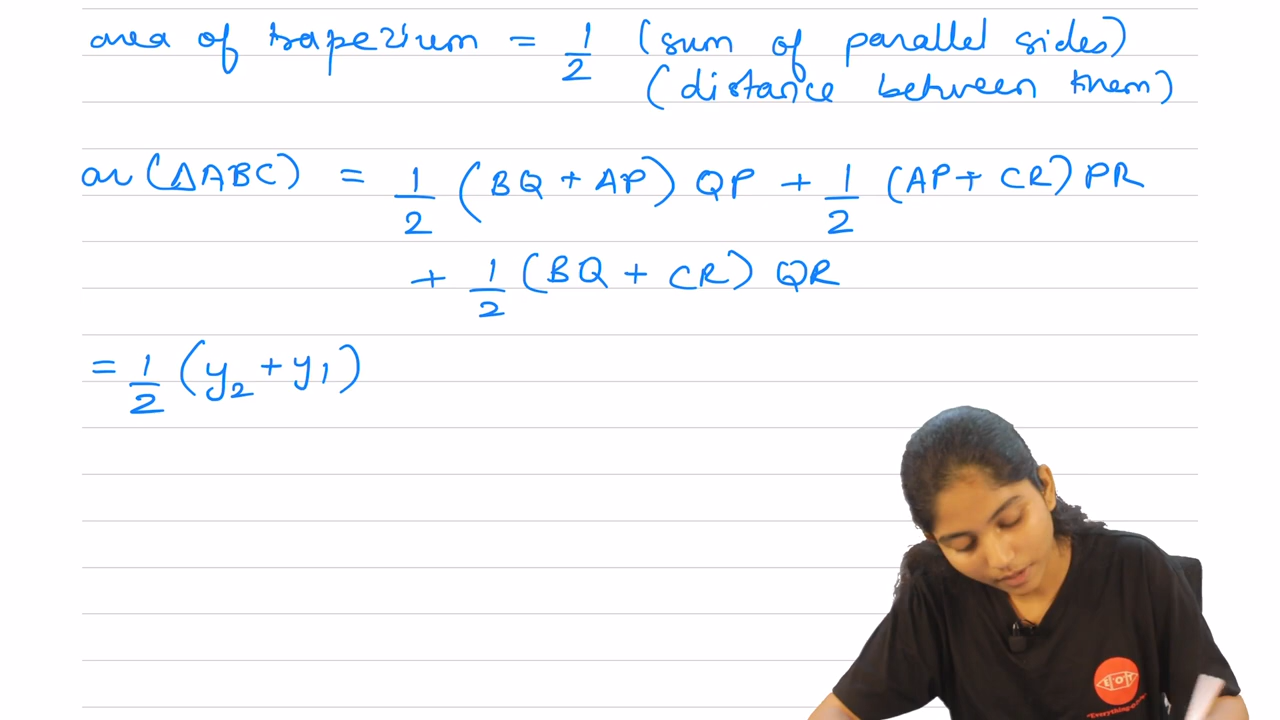 area of trapezium = 1/2 (sum of parallel sides)
(distance between them)
ar (△ABC) = 1/2 (BQ + AP) QP + 1/2 (AP + CR) PR
+ 1/2 (BQ + CR) QR
= 1/2 (y₂ + y₁)
EOT